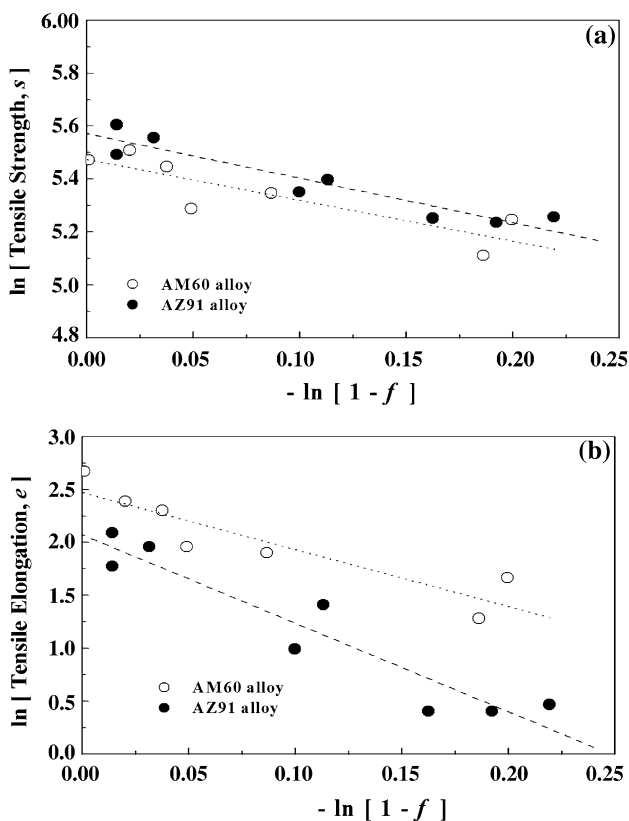 (a)
6.00
5.80
5.6
5.4
5.2
5.0
4.8
ln [ Tensile Strength, s ]
AM60 alloy
AZ91 alloy
0.00 0.05 0.10 0.15 0.20 0.25
- ln [ 1 - f ]
(b)
3.0
2.5
2.0
1.5
1.0
0.5
0.0
ln [ Tensile Elongation, e ]
AM60 alloy
AZ91 alloy
0.00 0.05 0.10 0.15 0.20 0.25
- ln [ 1 - f ]